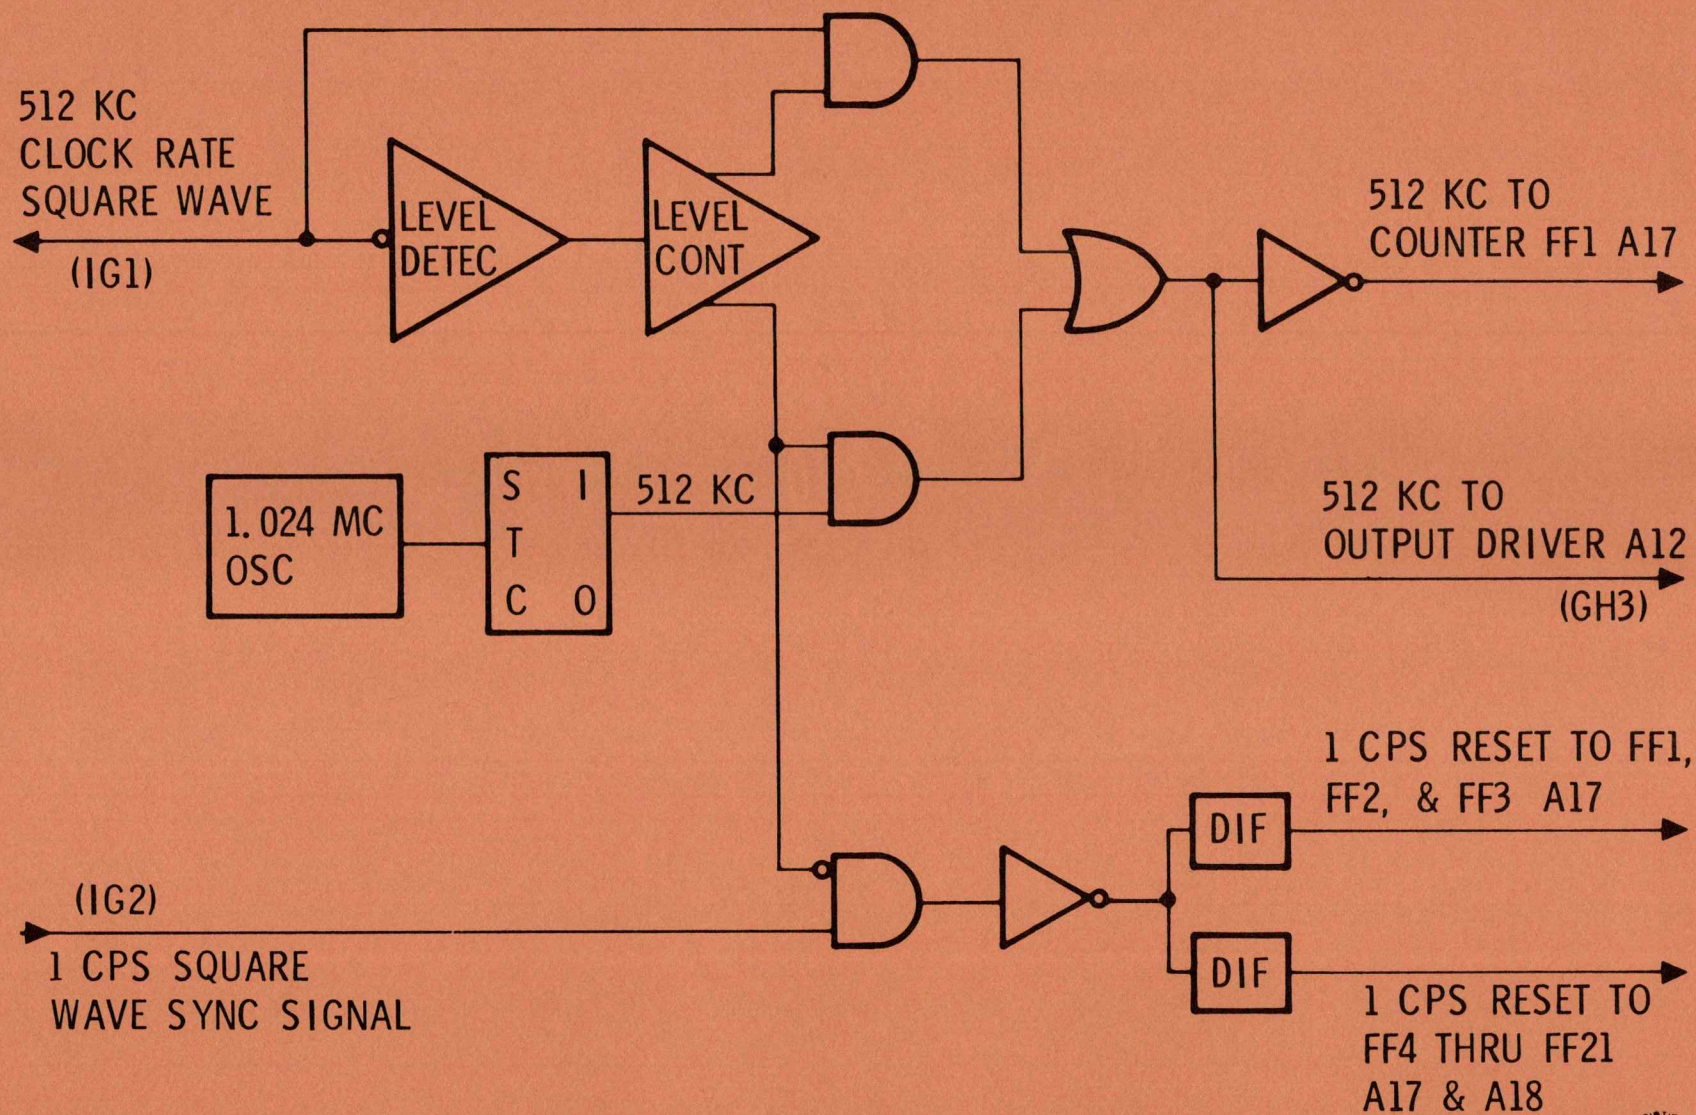 512 KC
CLOCK RATE
SQUARE WAVE
(IG1)
LEVEL
DETEC
LEVEL
CONT
512 KC TO
COUNTER FF1 A17
1.024 MC
OSC
S I
T
C O
512 KC
512 KC TO
OUTPUT DRIVER A12
(GH3)
1 CPS RESET TO FF1,
FF2, & FF3 A17
DIF
(IG2)
1 CPS SQUARE
WAVE SYNC SIGNAL
DIF
1 CPS RESET TO
FF4 THRU FF21
A17 & A18